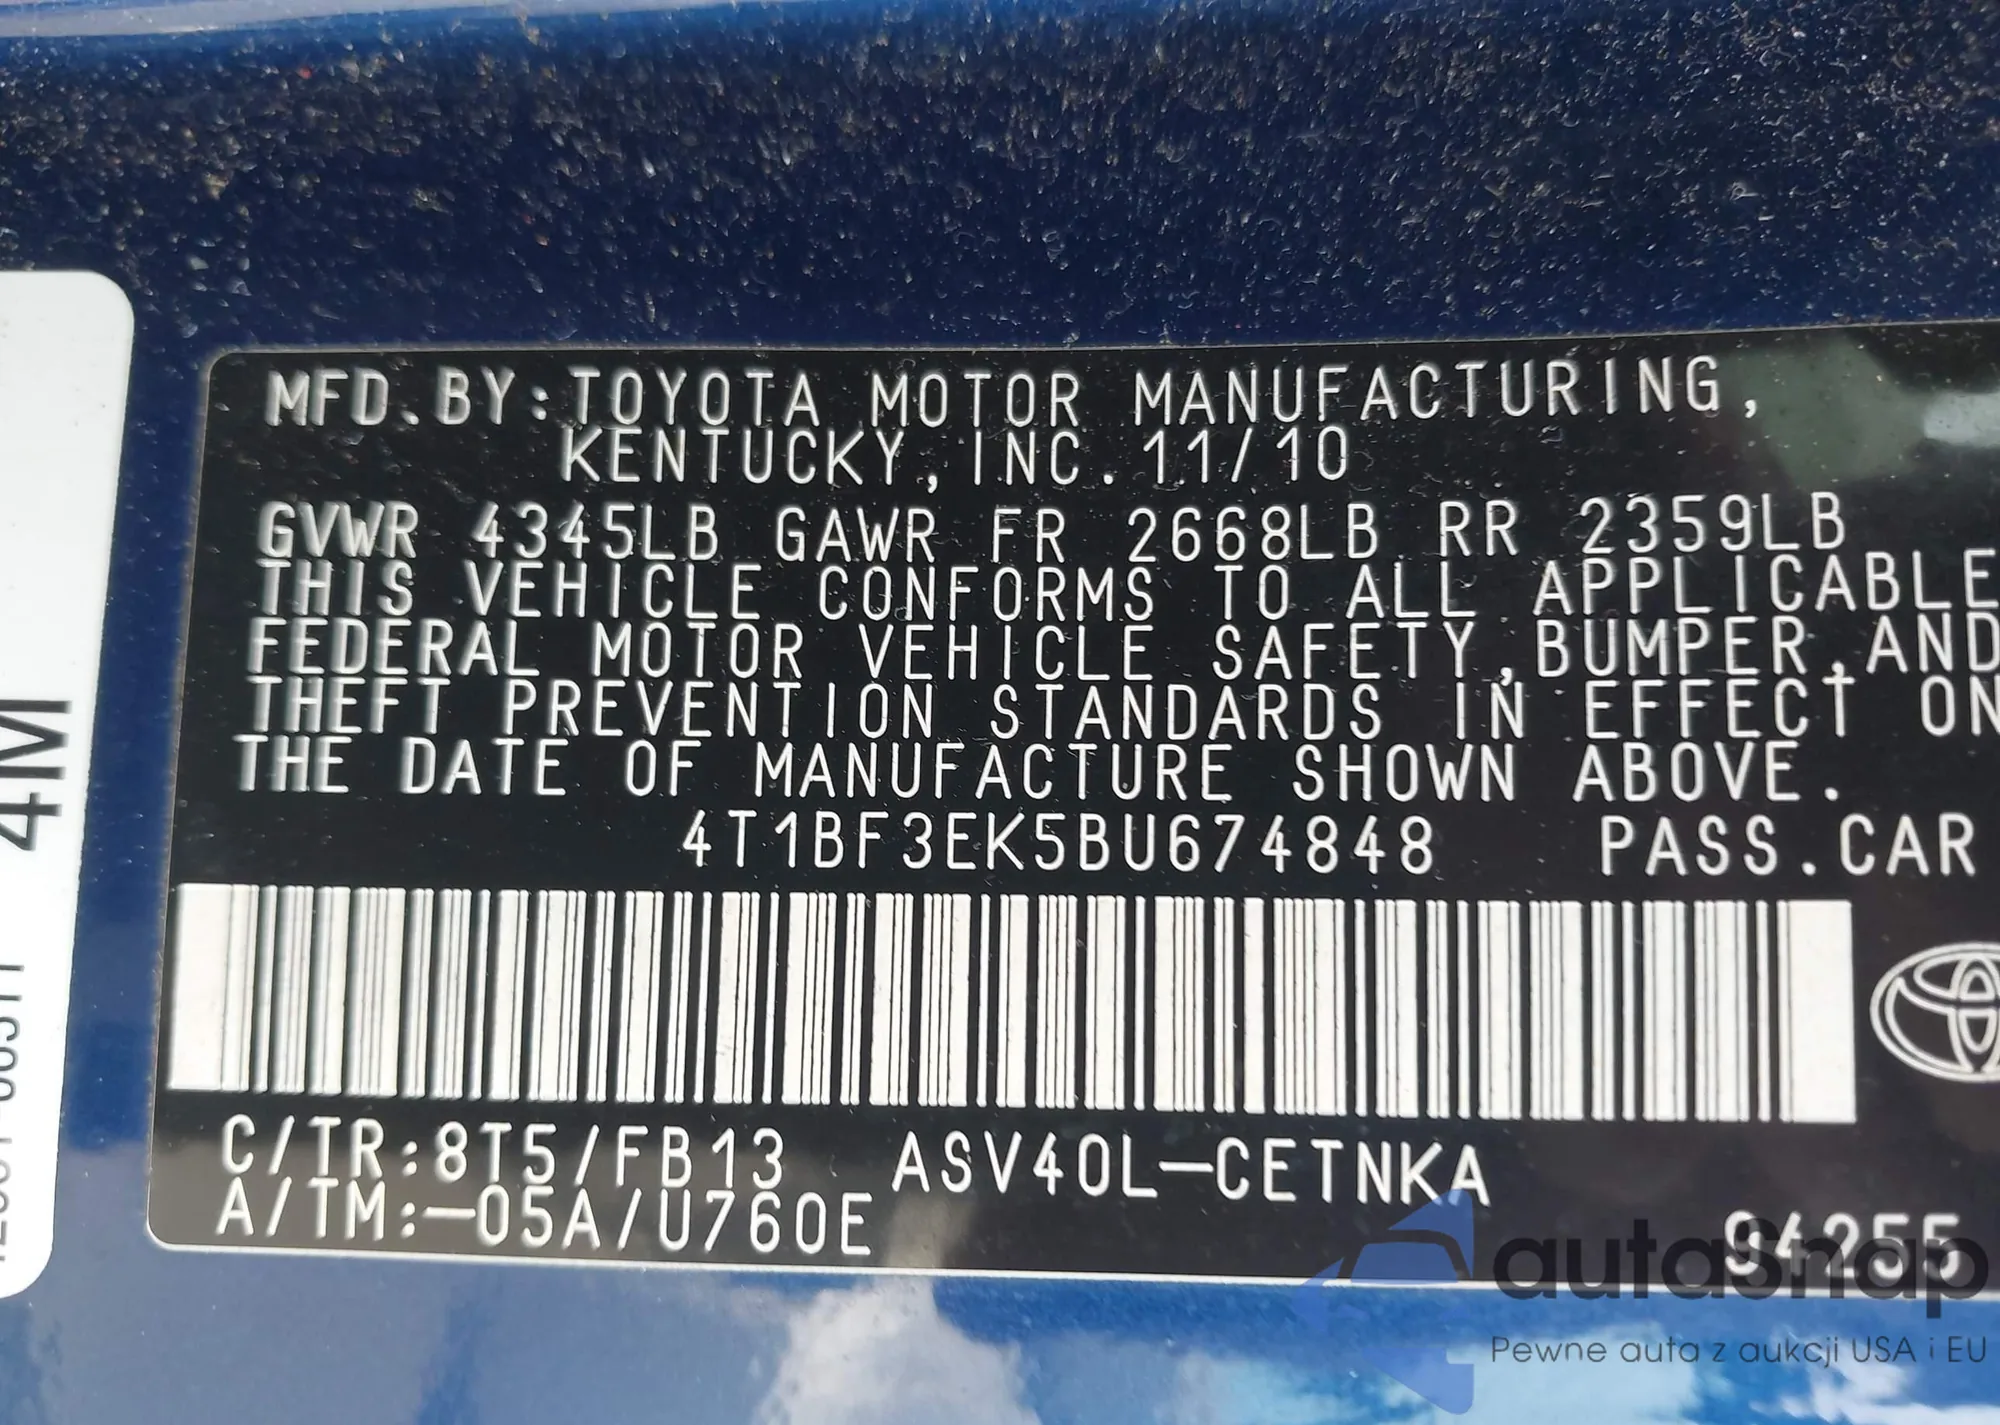 MFD.BY:TOYOTA MOTOR MANUFACTURING,
KENTUCKY,INC.11/10
GVWR 4345LB GAWR FR 2668LB RR 2359LB
THIS VEHICLE CONFORMS TO ALL APPLICABLE
FEDERAL MOTOR VEHICLE SAFETY,BUMPER,AND
THEFT PREVENTION STANDARDS IN EFFECT ON
THE DATE OF MANUFACTURE SHOWN ABOVE.
4T1BF3EK5BU674848 PASS.CAR
C/TR:8T5/FB13 ASV40L-CETNKA
A/TM:-05A/U760E
94255
4M
autosnap
Pewne auta z aukcji USA i EU